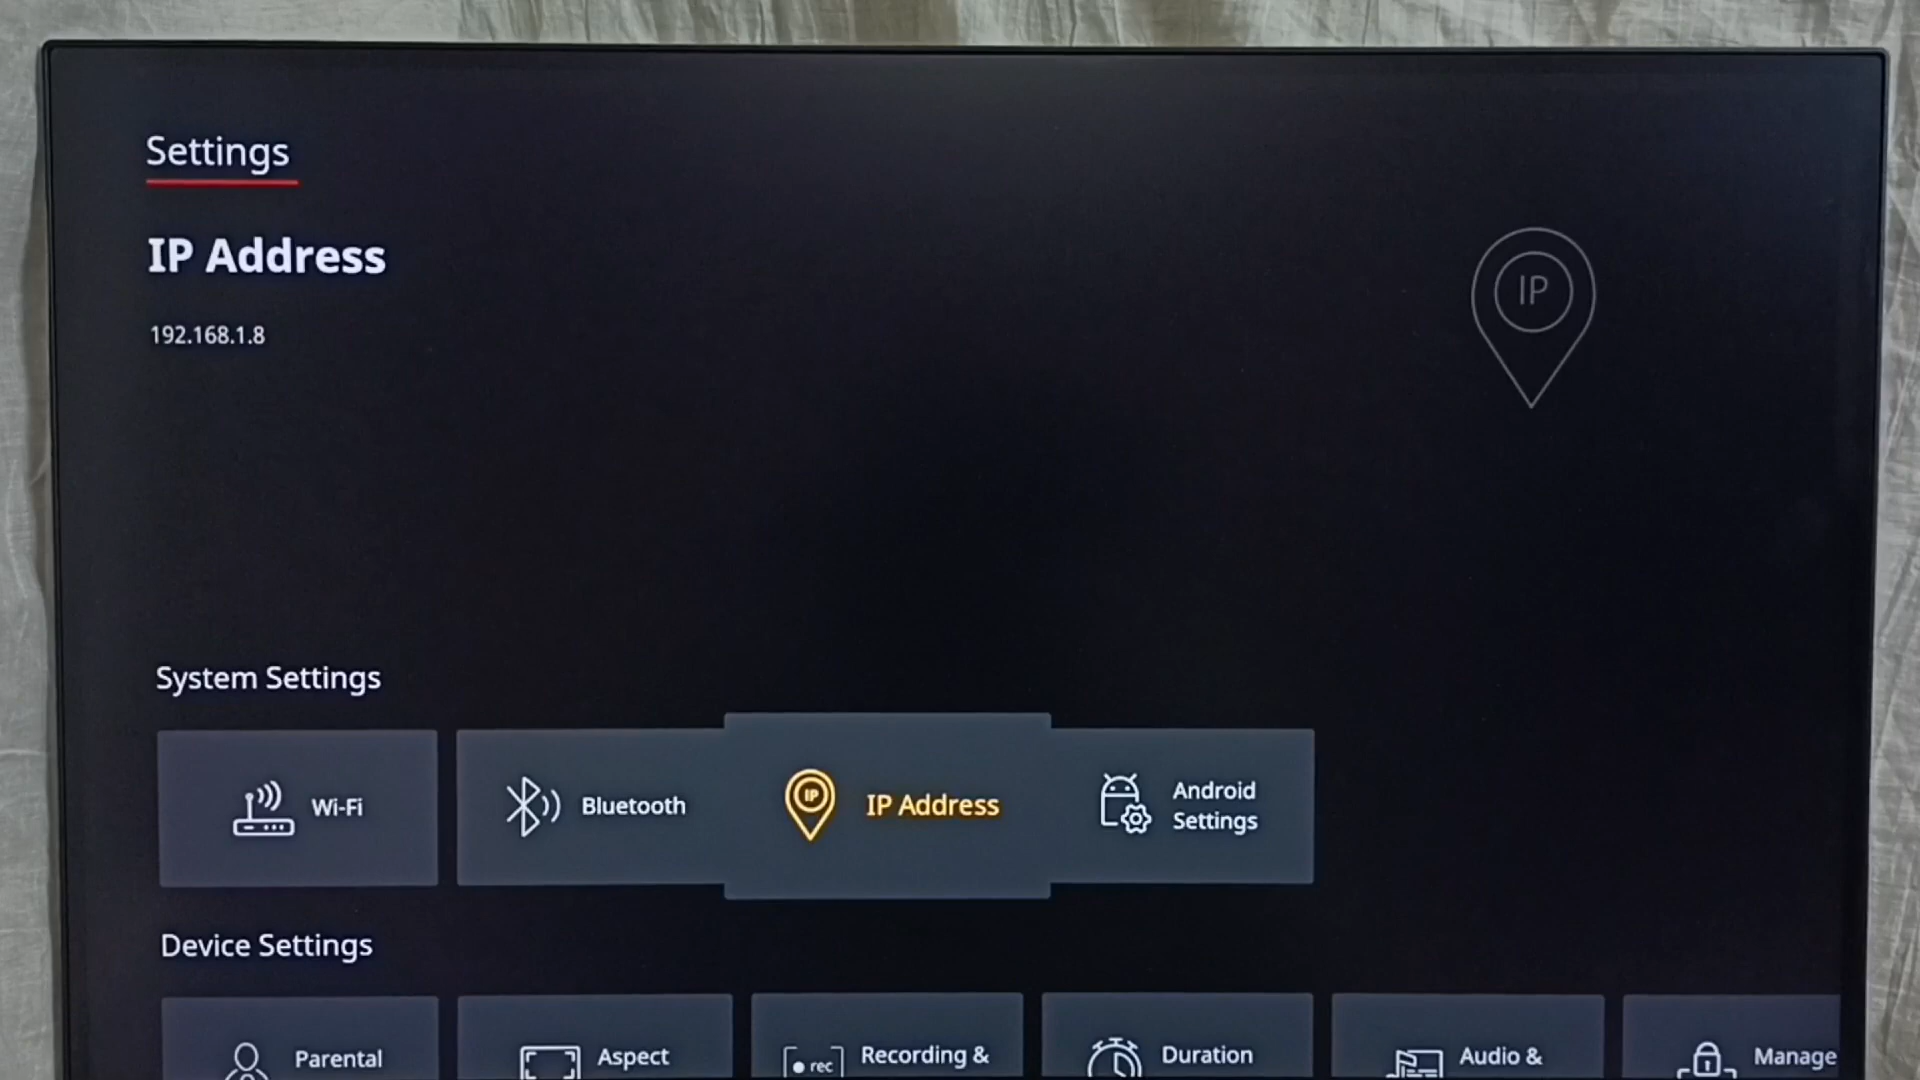 Settings
IP Address
192.168.1.8
IP
System Settings
Wi-Fi
Bluetooth
IP
IP Address
Android
Settings
Device Settings
Parental
Aspect
rec
Recording &
Duration
Audio &
Manage